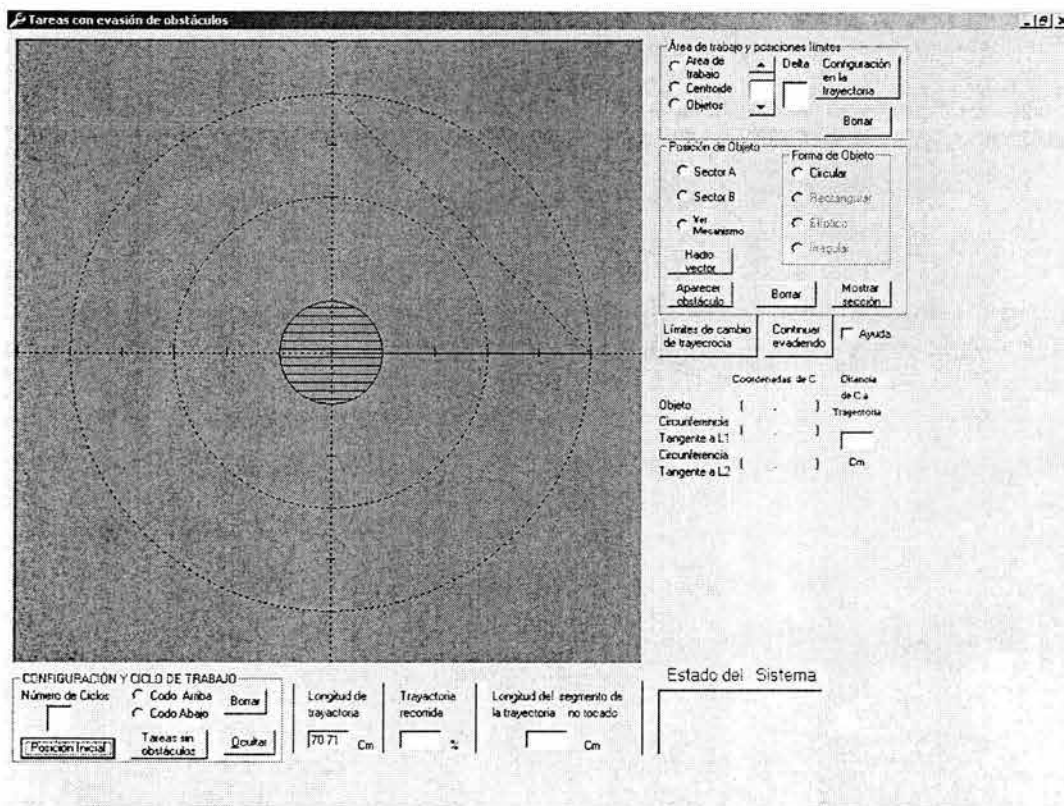 Tareas con evasión de obstáculos
Área de trabajo y posiciones límites
Area de
trabajo
Centroide
Objetos
Delta
Configuración
en la
trayectoria
Borrar
Posición de Objeto
Sector A
Sector B
Ver
Mecanismo
Radio
vector
Forma de Objeto
Circular
Rectangular
Elíptico
Irregular
Aparecer
obstáculo
Borrar
Mostrar
sección
Límites de cambio
de trayecrocia
Continuar
evadiendo
Ayuda
Coordenadas de C
Ditancia
de C a
Trayectoria
Objeto ( . )
Circunferencia
Tangente a L1 ( . )
Circunferencia
Tangente a L2 ( . )
Cm
CONFIGURACIÓN Y CICLO DE TRABAJO
Número de Ciclos
Codo Arriba
Codo Abajo
Borrar
Posición Inicial
Tareas sin
obstáculos
Ocultar
Longitud de
trayactoria
70.71 Cm
Trayactoria
recorrida
%
Longitud del segmento de
la trayectoria no tocado
Cm
Estado del Sistema